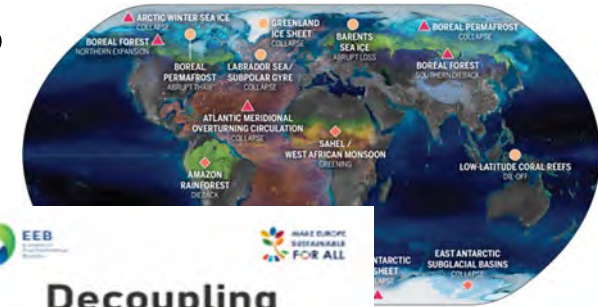 )
ARCTIC WINTER SEA ICE
COLLAPSE
GREENLAND
ICE SHEET
COLLAPSE
BARENTS
SEA ICE
ABRUPT LOSS
BOREAL PERMAFROST
COLLAPSE
BOREAL FOREST
NORTHERN EXPANSION
BOREAL
PERMAFROST
ABRUPT THAW
LABRADOR SEA/
SUBPOLAR GYRE
COLLAPSE
BOREAL FOREST
SOUTHERN DIEBACK
ATLANTIC MERIDIONAL
OVERTURNING CIRCULATION
COLLAPSE
SAHEL /
WEST AFRICAN MONSOON
GREENING
LOW-LATITUDE CORAL REEFS
DIE-OFF
AMAZON
RAINFOREST
DIEBACK
EEB
MAKE EUROPE
SUSTAINABLE
FOR ALL
NTARCTIC
SHEET
APSE
EAST ANTARCTIC
SUBGLACIAL BASINS
COLLAPSE
Decoupling